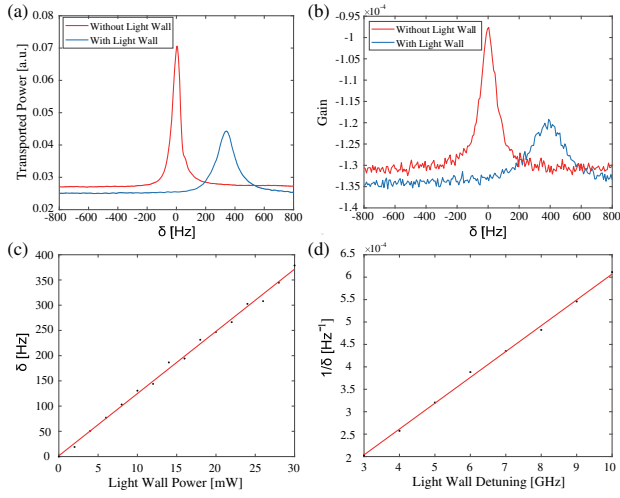 (a)
Without Light Wall
With Light Wall
Transported Power [a.u.]
0.08
0.07
0.06
0.05
0.04
0.03
0.02
-800 -600 -400 -200 0 200 400 600 800
δ [Hz]
(b)
×10⁻⁴
Without Light Wall
With Light Wall
Gain
-0.95
-1
-1.05
-1.1
-1.15
-1.2
-1.25
-1.3
-1.35
-800 -600 -400 -200 0 200 400 600 800
δ [Hz]
(c)
δ [Hz]
400
350
300
250
200
150
100
50
0
0 5 10 15 20 25 30
Light Wall Power [mW]
(d)
×10⁻⁴
1/δ [Hz⁻¹]
6.5
6
5.5
5
4.5
4
3.5
3
2.5
2
3 4 5 6 7 8 9 10
Light Wall Detuning [GHz]